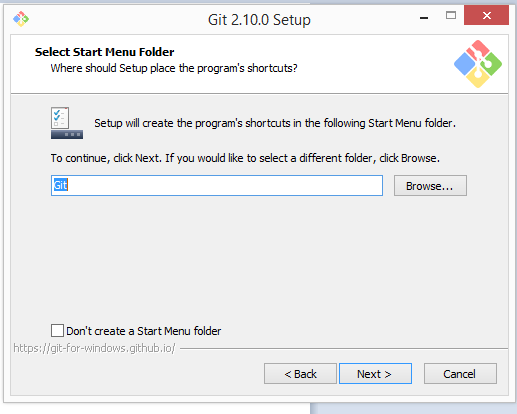 Git 2.10.0 Setup
Select Start Menu Folder
Where should Setup place the program's shortcuts?
Setup will create the program's shortcuts in the following Start Menu folder.
To continue, click Next. If you would like to select a different folder, click Browse.
Git
Browse...
Don't create a Start Menu folder
https://git-for-windows.github.io/
< Back
Next >
Cancel